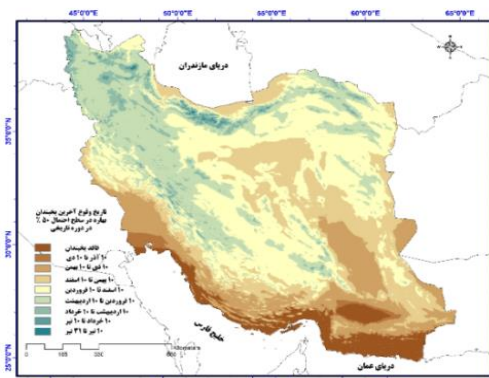 45°0'0"E
50°0'0"E
55°0'0"E
60°0'0"E
65°0'0"E
دریای مازندران
35°0'0"N
30°0'0"N
25°0'0"N
تاریخ وقوع آخرین یخبندان
بهاره در سطح احتمال ۵۰ ٪
در دوره تاریخی
فاقد یخبندان
۱۰ آذر تا ۱۰ دی
۱۰ دی تا ۱۰ بهمن
۱۰ بهمن تا ۱۰ اسفند
۱۰ اسفند تا ۱۰ فروردین
۱۰ فروردین تا ۱۰ اردیبهشت
۱۰ اردیبهشت تا ۱۰ خرداد
۱۰ خرداد تا ۱۰ تیر
۱۰ تیر تا ۳۱ تیر
خلیج فارس
دریای عمان